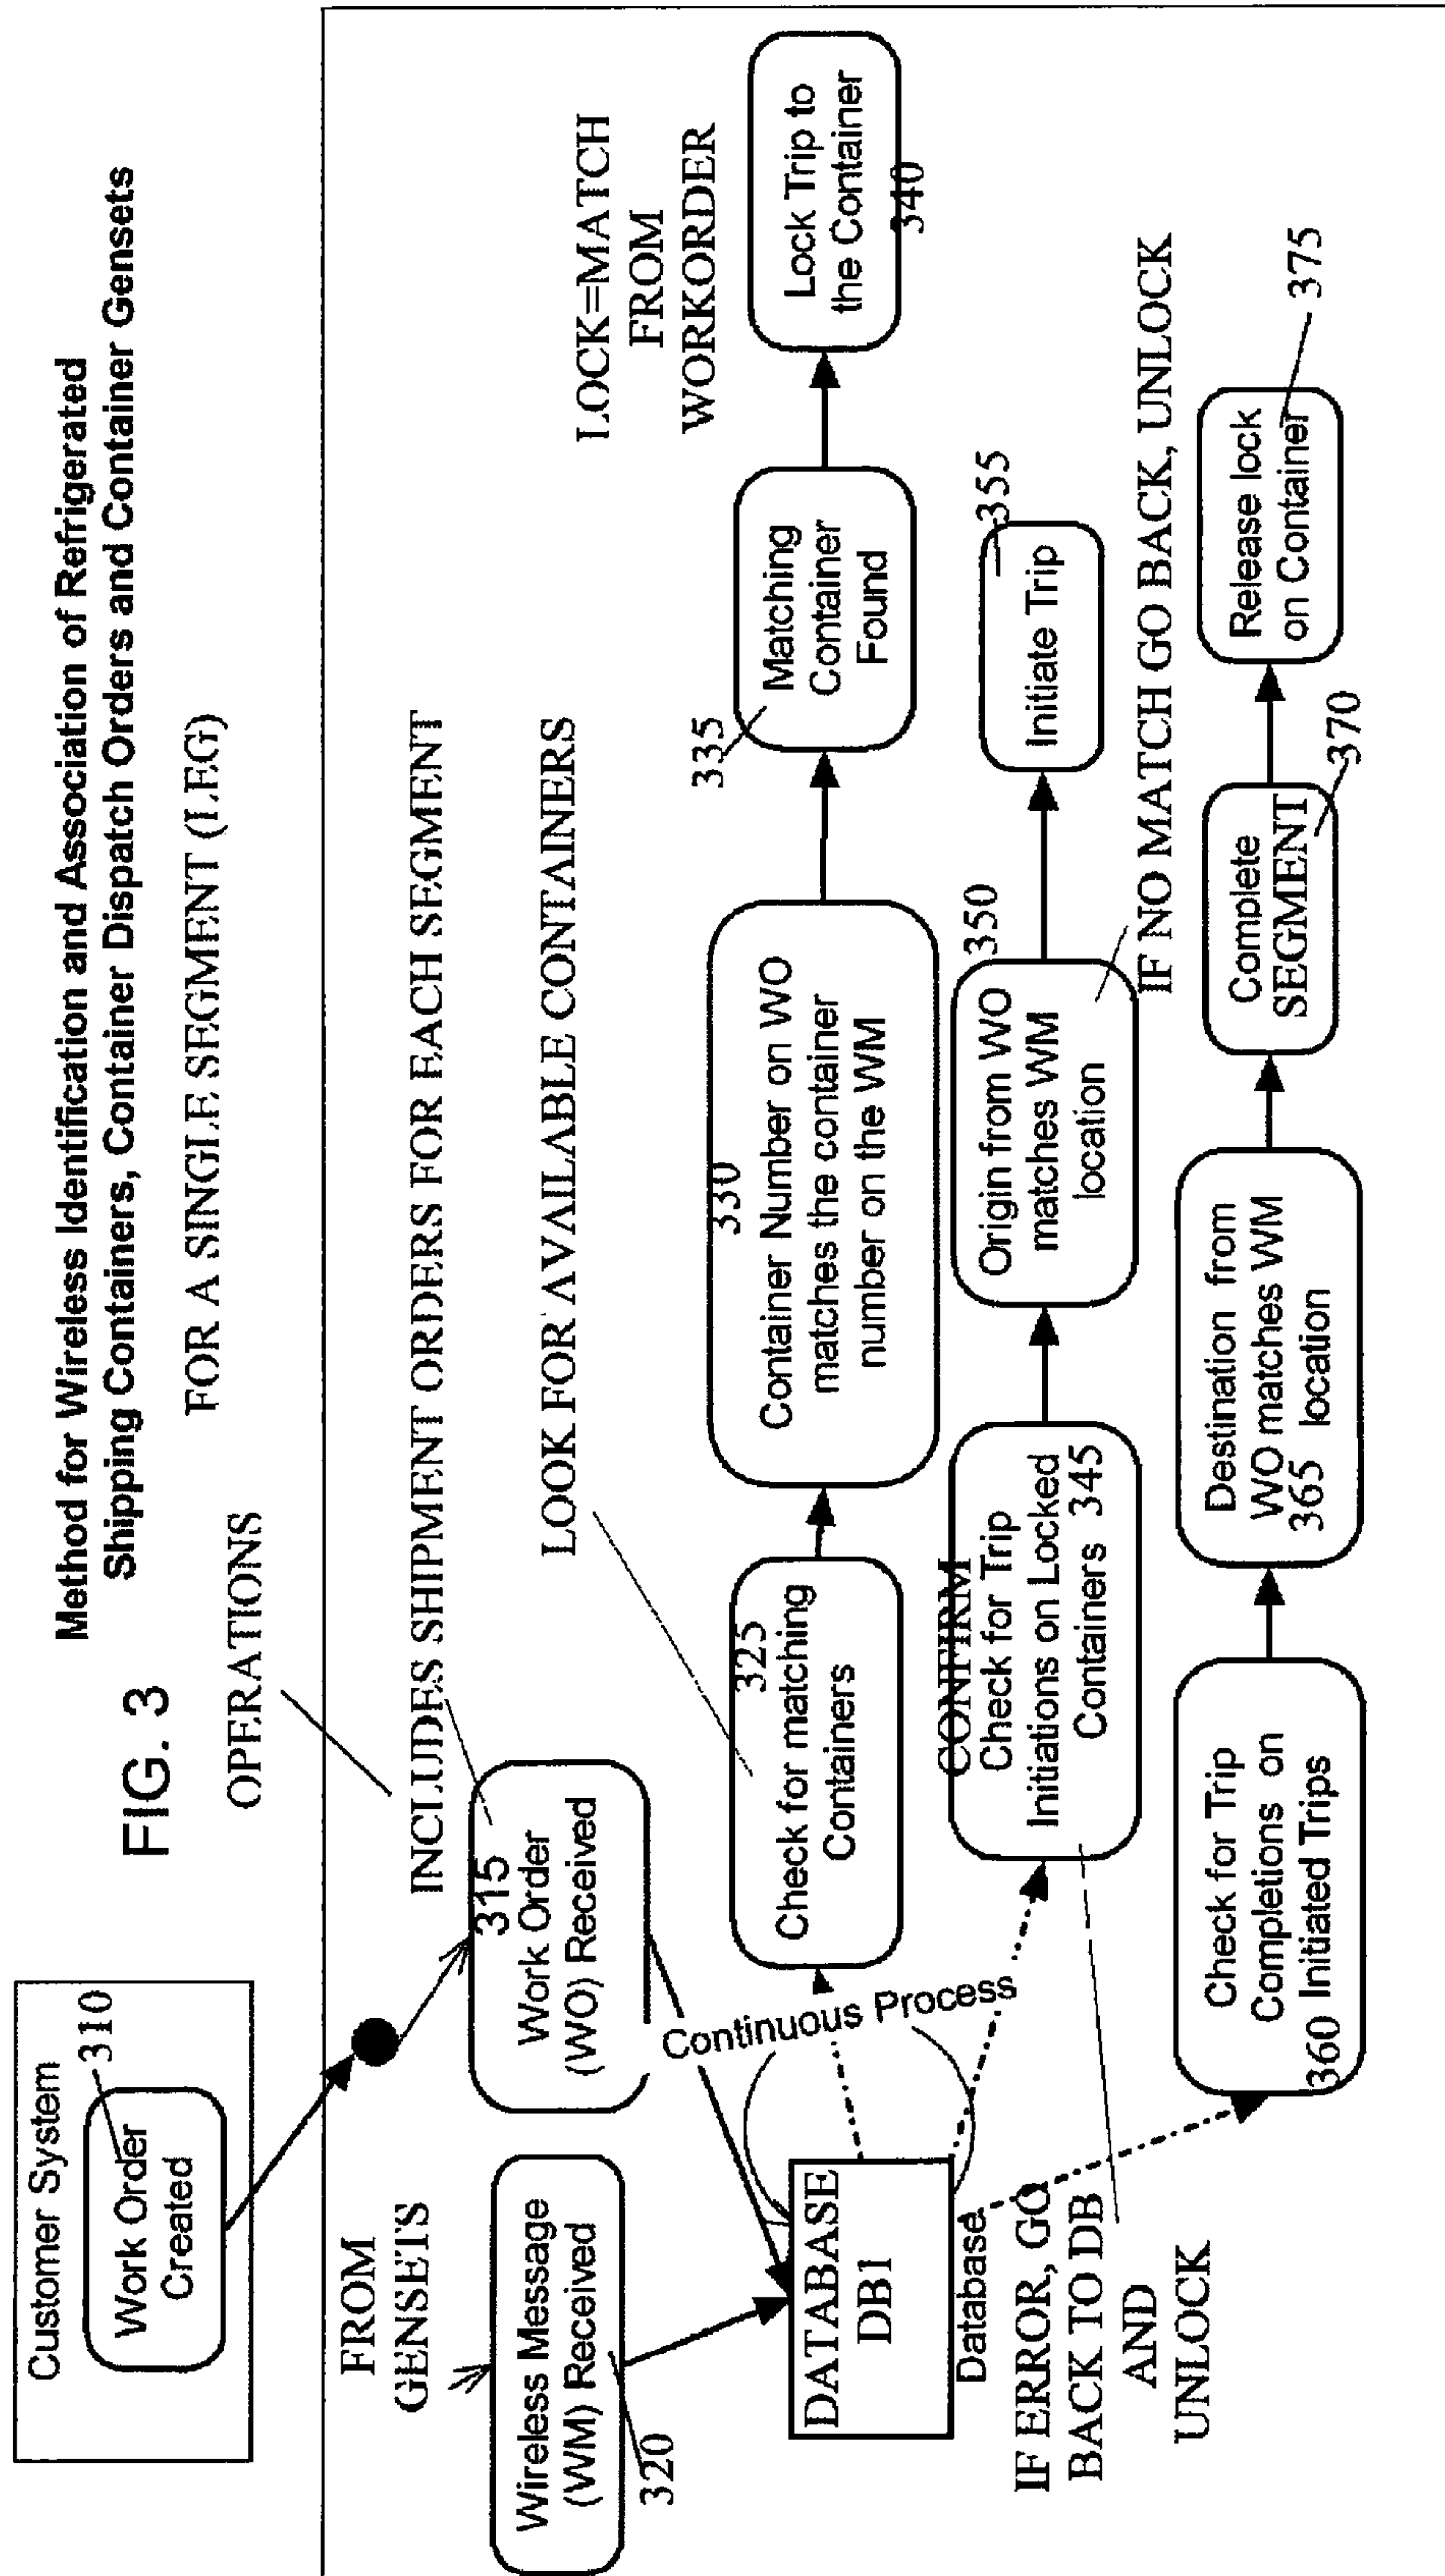 Method for Wireless Identification and Association of Refrigerated
Shipping Containers, Container Dispatch Orders and Container Gensets
FIG. 3
FOR A SINGLE SEGMENT (LEG)
OPERATIONS
Customer System
310
Work Order
Created
INCLUDES SHIPMENT ORDERS FOR EACH SEGMENT
FROM
GENSETS
315
Work Order
(WO) Received
Wireless Message
(WM) Received
320
LOOK FOR AVAILABLE CONTAINERS
LOCK=MATCH
FROM
WORKORDER
Continuous Process
DATABASE
DB1
Database
325
Check for matching
Containers
330
Container Number on WO
matches the container
number on the WM
335
Matching
Container
Found
Lock Trip to
the Container
340
CONFIRM
Check for Trip
Initiations on Locked
Containers 345
350
Origin from WO
matches WM
location
355
Initiate Trip
IF ERROR, GO
BACK TO DB
AND
UNLOCK
IF NO MATCH GO BACK, UNLOCK
Check for Trip
Completions on
360 Initiated Trips
Destination from
WO matches WM
365 location
Complete
SEGMENT
370
Release lock
on Container
375